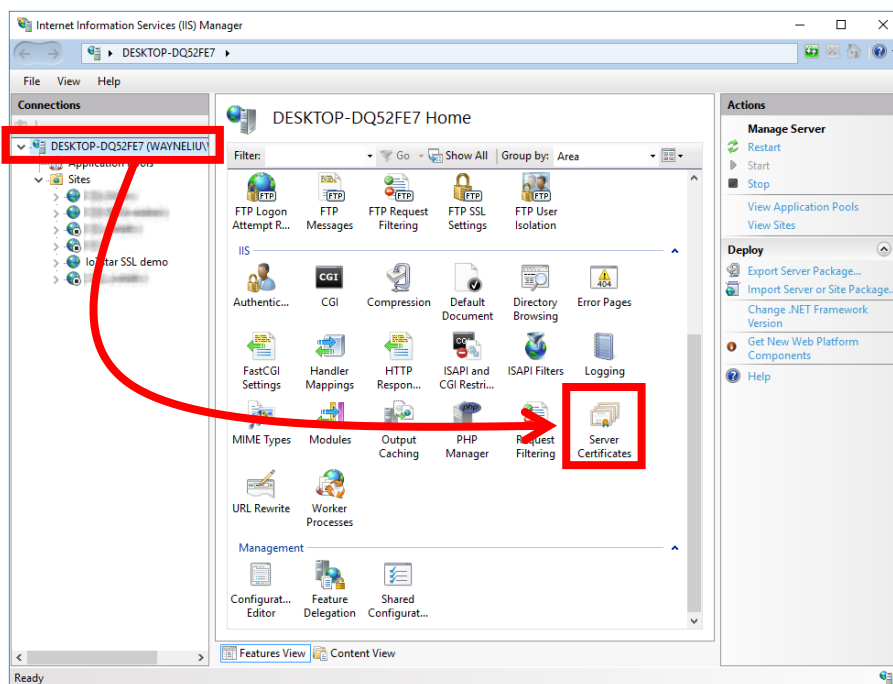 Internet Information Services (IIS) Manager
DESKTOP-DQ52FE7
File View Help
Connections
DESKTOP-DQ52FE7 (WAYNELIU\
Application Pools
Sites
SSL demo
DESKTOP-DQ52FE7 Home
Filter: Go Show All Group by: Area
FTP Logon Attempt R...
FTP Messages
FTP Request Filtering
FTP SSL Settings
FTP User Isolation
IIS
Authentic...
CGI
Compression
Default Document
Directory Browsing
Error Pages
FastCGI Settings
Handler Mappings
HTTP Respon...
ISAPI and CGI Restri...
ISAPI Filters
Logging
MIME Types
Modules
Output Caching
PHP Manager
Request Filtering
Server Certificates
URL Rewrite
Worker Processes
Management
Configurat... Editor
Feature Delegation
Shared Configurat...
Features View Content View
Ready
Actions
Manage Server
Restart
Start
Stop
View Application Pools
View Sites
Deploy
Export Server Package...
Import Server or Site Package..
Change .NET Framework
Version
Get New Web Platform
Components
Help